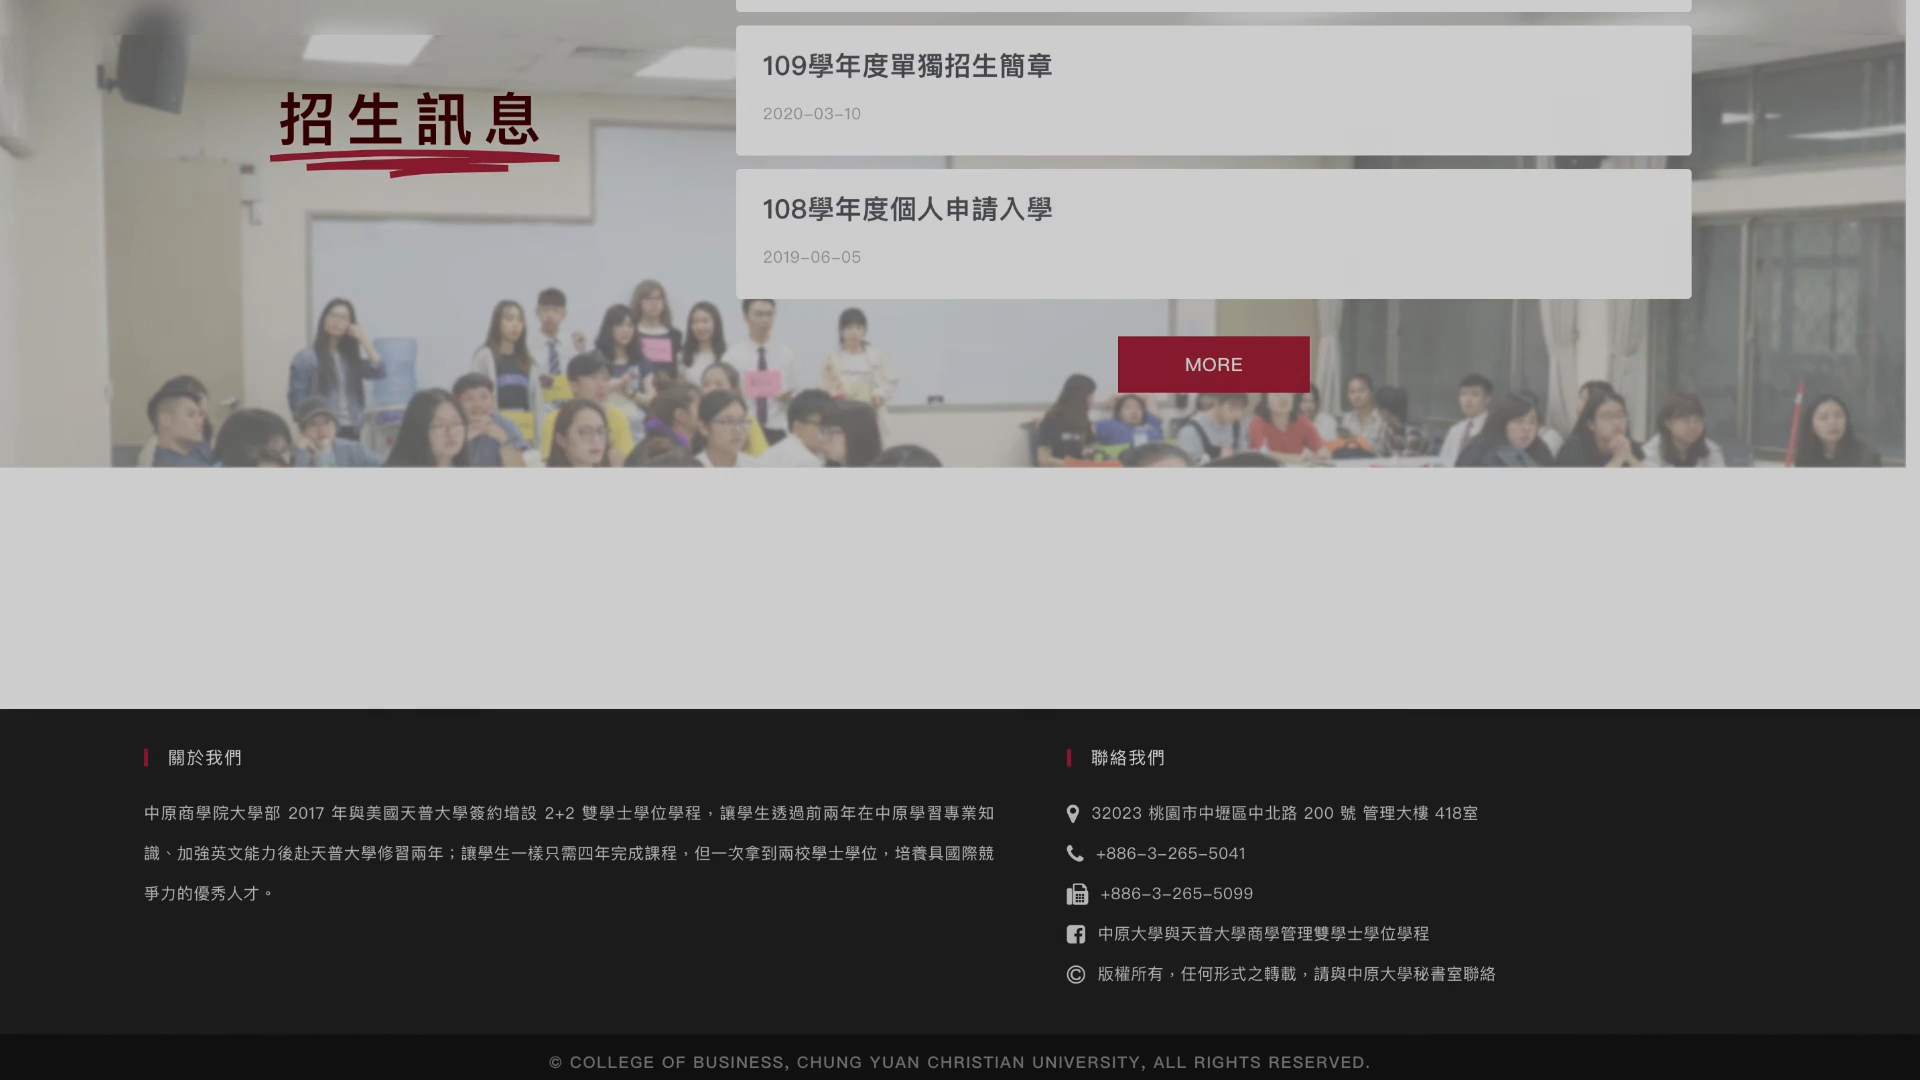 招生訊息
109學年度單獨招生簡章
2020-03-10
108學年度個人申請入學
2019-06-05
MORE
關於我們
中原商學院大學部 2017 年與美國天普大學簽約增設 2+2 雙學士學位學程，讓學生透過前兩年在中原學習專業知
識、加強英文能力後赴天普大學修習兩年；讓學生一樣只需四年完成課程，但一次拿到兩校學士學位，培養具國際競
爭力的優秀人才。
聯絡我們
32023 桃園市中壢區中北路 200 號 管理大樓 418室
+886-3-265-5041
+886-3-265-5099
中原大學與天普大學商學管理雙學士學位學程
版權所有，任何形式之轉載，請與中原大學秘書室聯絡
© COLLEGE OF BUSINESS, CHUNG YUAN CHRISTIAN UNIVERSITY, ALL RIGHTS RESERVED.